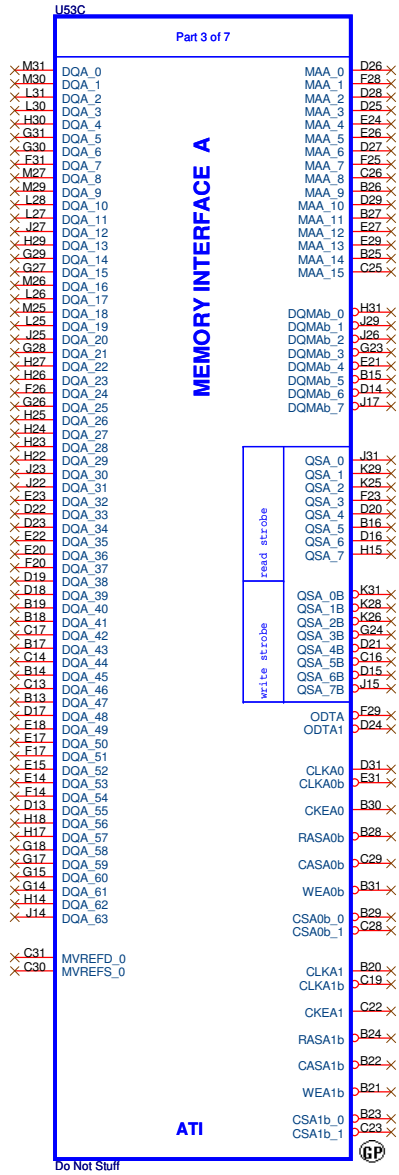 U53C
Part 3 of 7
M31 DQA_0
M30 DQA_1
L31 DQA_2
L30 DQA_3
H30 DQA_4
G31 DQA_5
G30 DQA_6
F31 DQA_7
M27 DQA_8
M29 DQA_9
L28 DQA_10
L27 DQA_11
J27 DQA_12
H29 DQA_13
G29 DQA_14
G27 DQA_15
M26 DQA_16
L26 DQA_17
M25 DQA_18
L25 DQA_19
J25 DQA_20
G28 DQA_21
H27 DQA_22
H26 DQA_23
F26 DQA_24
G26 DQA_25
H25 DQA_26
H24 DQA_27
H23 DQA_28
H22 DQA_29
J23 DQA_30
J22 DQA_31
E23 DQA_32
D22 DQA_33
D23 DQA_34
E22 DQA_35
E20 DQA_36
F20 DQA_37
D19 DQA_38
D18 DQA_39
B19 DQA_40
B18 DQA_41
C17 DQA_42
B17 DQA_43
C14 DQA_44
B14 DQA_45
C13 DQA_46
B13 DQA_47
D17 DQA_48
E18 DQA_49
E17 DQA_50
F17 DQA_51
E15 DQA_52
E14 DQA_53
F14 DQA_54
D13 DQA_55
H18 DQA_56
H17 DQA_57
G18 DQA_58
G17 DQA_59
G15 DQA_60
G14 DQA_61
H14 DQA_62
J14 DQA_63
C31 MVREFD_0
C30 MVREFS_0
MEMORY INTERFACE A
MAA_0 D26
MAA_1 F28
MAA_2 D28
MAA_3 D25
MAA_4 E24
MAA_5 E26
MAA_6 D27
MAA_7 F25
MAA_8 C26
MAA_9 B26
MAA_10 D29
MAA_11 B27
MAA_12 E27
MAA_13 E29
MAA_14 B25
MAA_15 C25
DQMAb_0 H31
DQMAb_1 J29
DQMAb_2 J26
DQMAb_3 G23
DQMAb_4 E21
DQMAb_5 B15
DQMAb_6 D14
DQMAb_7 J17
read strobe
QSA_0 J31
QSA_1 K29
QSA_2 K25
QSA_3 F23
QSA_4 D20
QSA_5 B16
QSA_6 D16
QSA_7 H15
write strobe
QSA_0B K31
QSA_1B K28
QSA_2B K26
QSA_3B G24
QSA_4B D21
QSA_5B C16
QSA_6B D15
QSA_7B J15
ODTA F29
ODTA1 D24
CLKA0 D31
CLKA0b E31
CKEA0 B30
RASA0b B28
CASA0b C29
WEA0b B31
CSA0b_0 B29
CSA0b_1 C28
CLKA1 B20
CLKA1b C19
CKEA1 C22
RASA1b B24
CASA1b B22
WEA1b B21
CSA1b_0 B23
CSA1b_1 C23
ATI
GP
Do Not Stuff